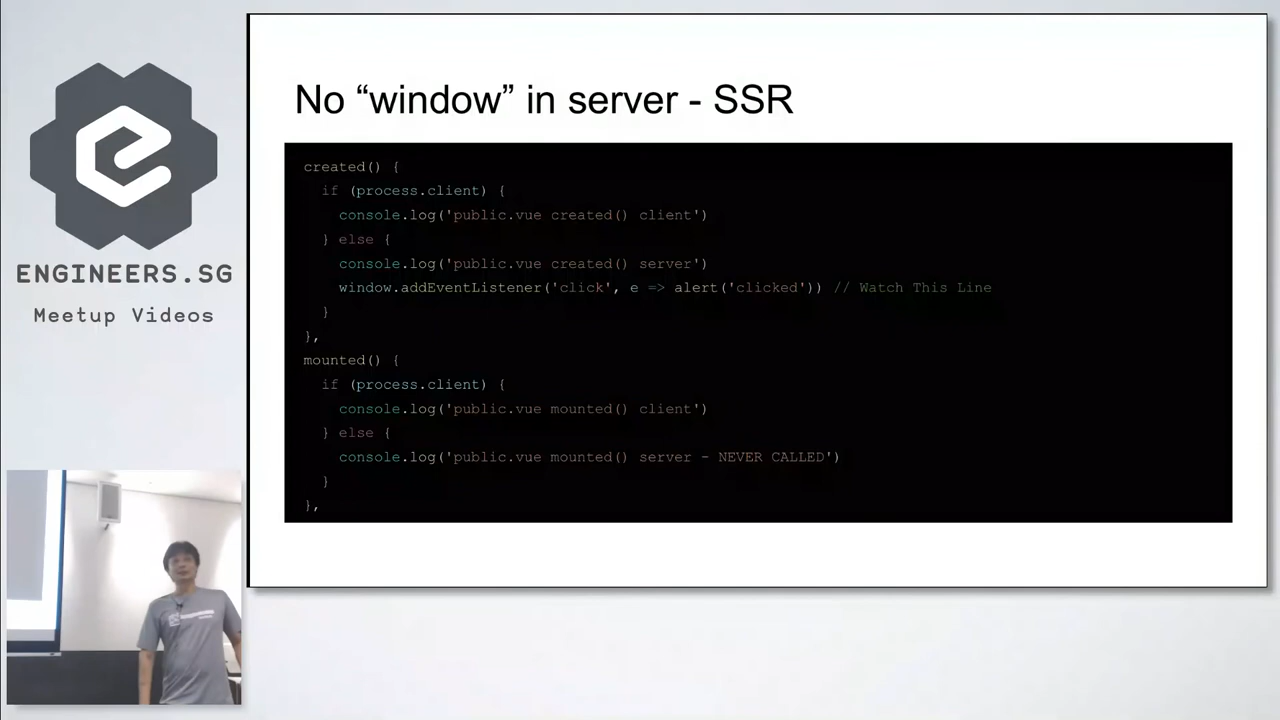 ENGINEERS.SG
Meetup Videos
No “window” in server - SSR
created() {
if (process.client) {
console.log('public.vue created() client')
} else {
console.log('public.vue created() server')
window.addEventListener('click', e => alert('clicked')) // Watch This Line
}
},
mounted() {
if (process.client) {
console.log('public.vue mounted() client')
} else {
console.log('public.vue mounted() server - NEVER CALLED')
}
},